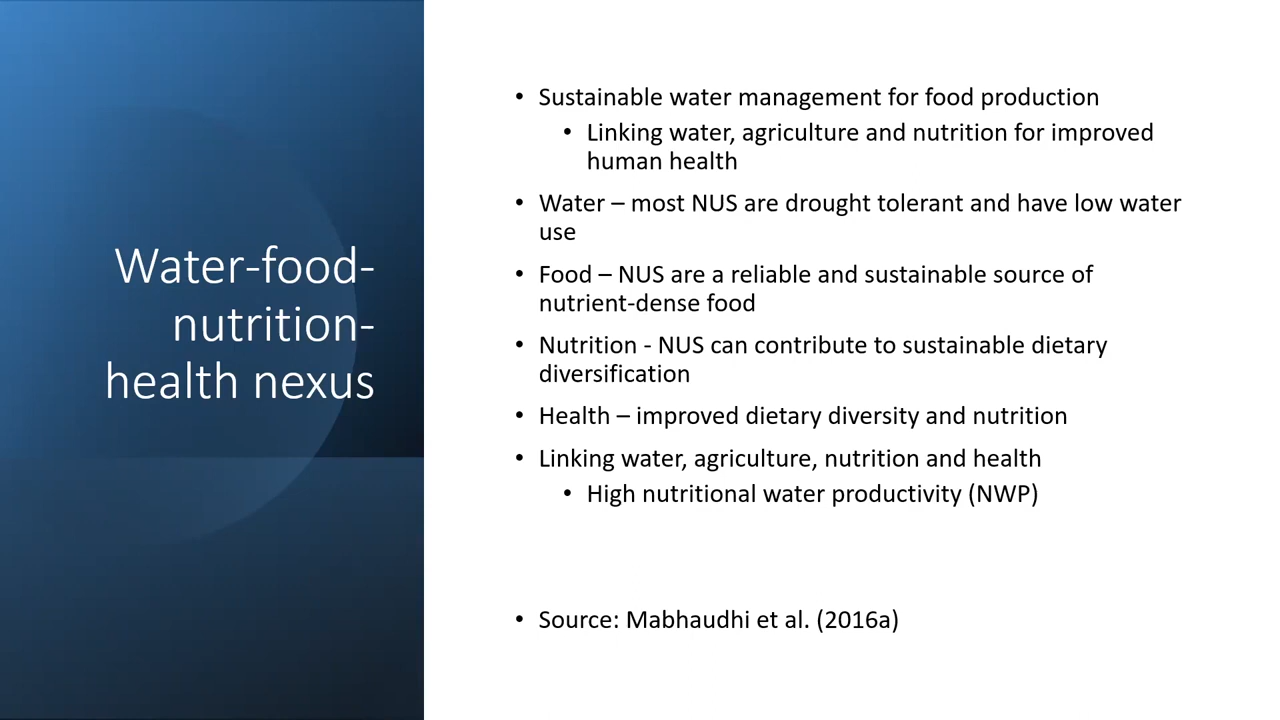 Water-food-
nutrition-
health nexus
• Sustainable water management for food production
• Linking water, agriculture and nutrition for improved
human health
• Water – most NUS are drought tolerant and have low water
use
• Food – NUS are a reliable and sustainable source of
nutrient-dense food
• Nutrition - NUS can contribute to sustainable dietary
diversification
• Health – improved dietary diversity and nutrition
• Linking water, agriculture, nutrition and health
• High nutritional water productivity (NWP)
• Source: Mabhaudhi et al. (2016a)